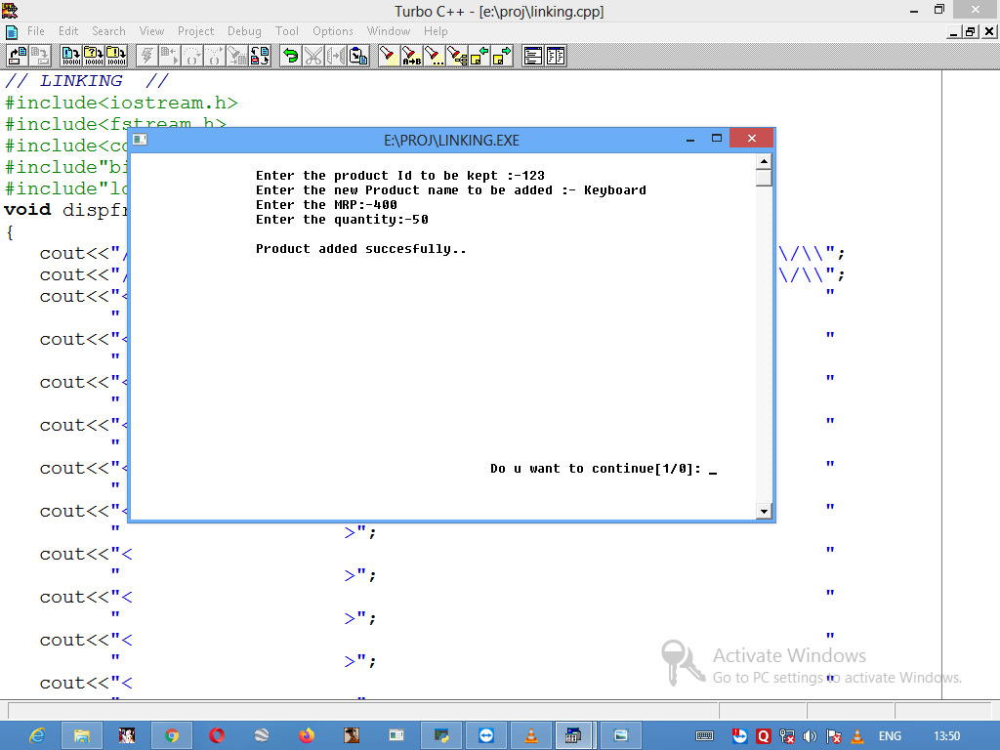 Turbo C++ - [e:\proj\linking.cpp]
File Edit Search View Project Debug Tool Options Window Help
// LINKING //
#include<iostream.h>
#include<fstream.h>
#include<co
#include"bi
#include"lo
void dispfr
{
cout<<"/ \/\\";
cout<<"/ \/\\";
cout<<"< "
"
cout<<"< "
"
cout<<"< "
"
cout<<"< "
"
cout<<"< "
"
cout<<"< "
" >";
cout<<"< "
" >";
cout<<"< "
" >";
cout<<"< "
" >";
cout<<"< "
E:\PROJ\LINKING.EXE
Enter the product Id to be kept :-123
Enter the new Product name to be added :- Keyboard
Enter the MRP:-400
Enter the quantity:-50
Product added succesfully..
Do u want to continue[1/0]: _
Activate Windows
Go to PC settings to activate Windows.
ENG 13:50